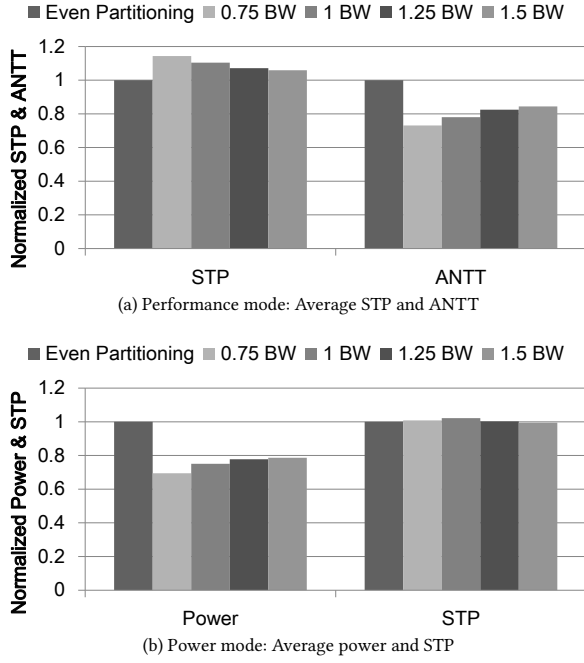 Even Partitioning 0.75 BW 1 BW 1.25 BW 1.5 BW
Normalized STP & ANTT
1.2
1
0.8
0.6
0.4
0.2
0
STP ANTT
(a) Performance mode: Average STP and ANTT
Even Partitioning 0.75 BW 1 BW 1.25 BW 1.5 BW
Normalized Power & STP
1.2
1
0.8
0.6
0.4
0.2
0
Power STP
(b) Power mode: Average power and STP